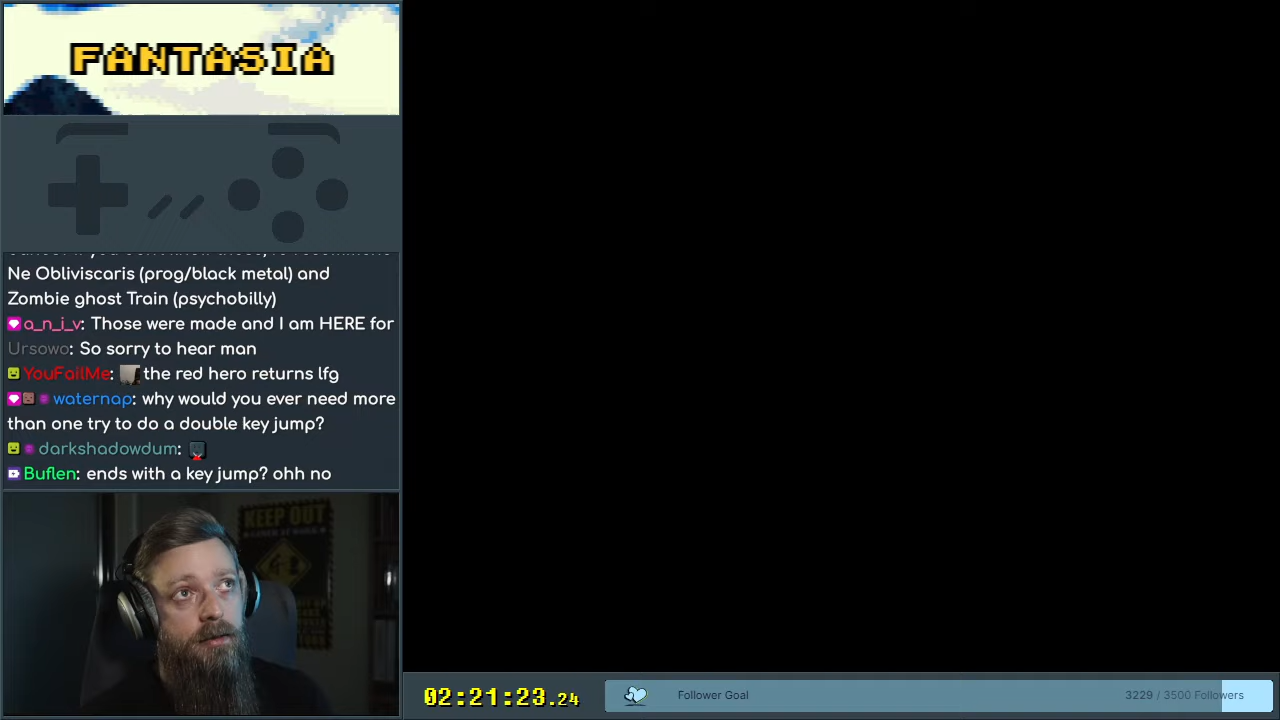 FANTASIA
Ne Obliviscaris (prog/black metal) and
Zombie ghost Train (psychobilly)
a_n_i_v: Those were made and I am HERE for
Ursowo: So sorry to hear man
YouFailMe: the red hero returns lfg
waternap: why would you ever need more
than one try to do a double key jump?
darkshadowdum:
Buflen: ends with a key jump? ohh no
KEEP OUT
02:21:23.24
Follower Goal
3229 / 3500 Followers